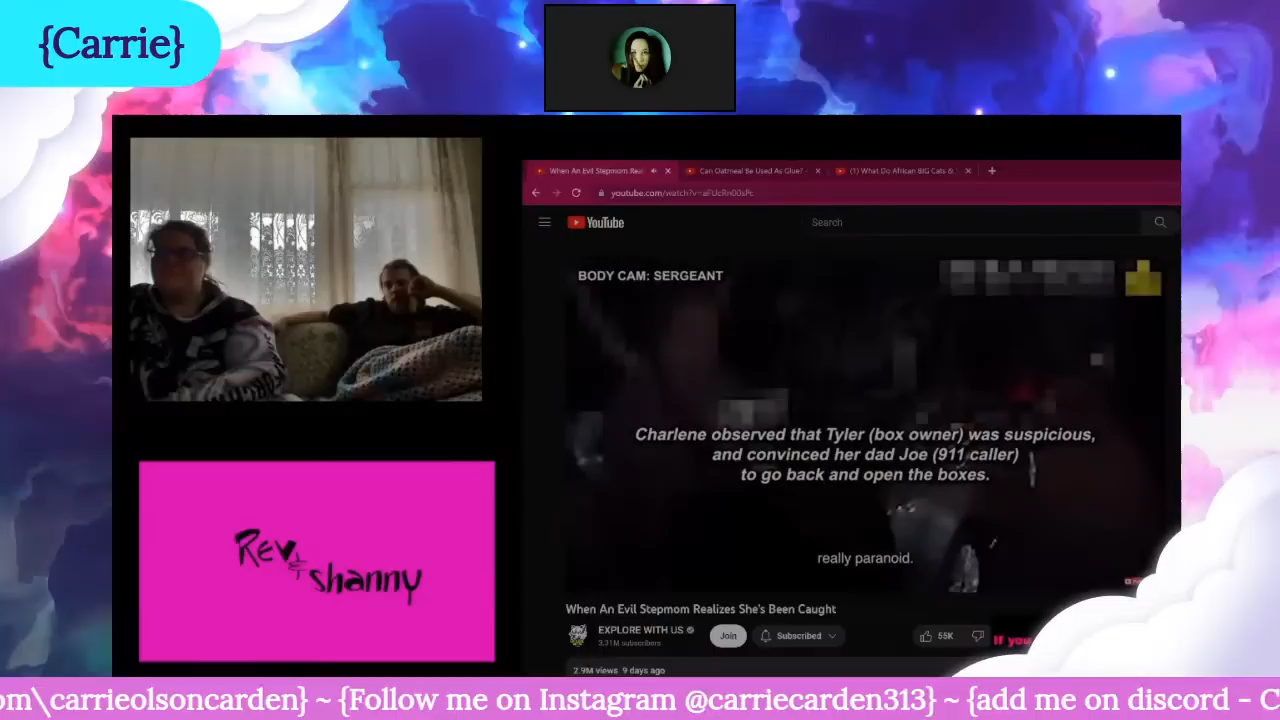 {Carrie}
When An Evil Stepmom Rea
Can Oatmeal Be Used As Glue? -
(1) What Do African BIG Cats &
youtube.com/watch?v=
YouTube
Search
BODY CAM: SERGEANT
Charlene observed that Tyler (box owner) was suspicious,
and convinced her dad Joe (911 caller)
to go back and open the boxes.
really paranoid.
Rev & shanny
When An Evil Stepmom Realizes She's Been Caught
EXPLORE WITH US
3.31M subscribers
Join
Subscribed
55K
If you
2.9M views 9 days ago
om\carrieolsoncarden} ~ {Follow me on Instagram @carriecarden313} ~ {add me on discord - C